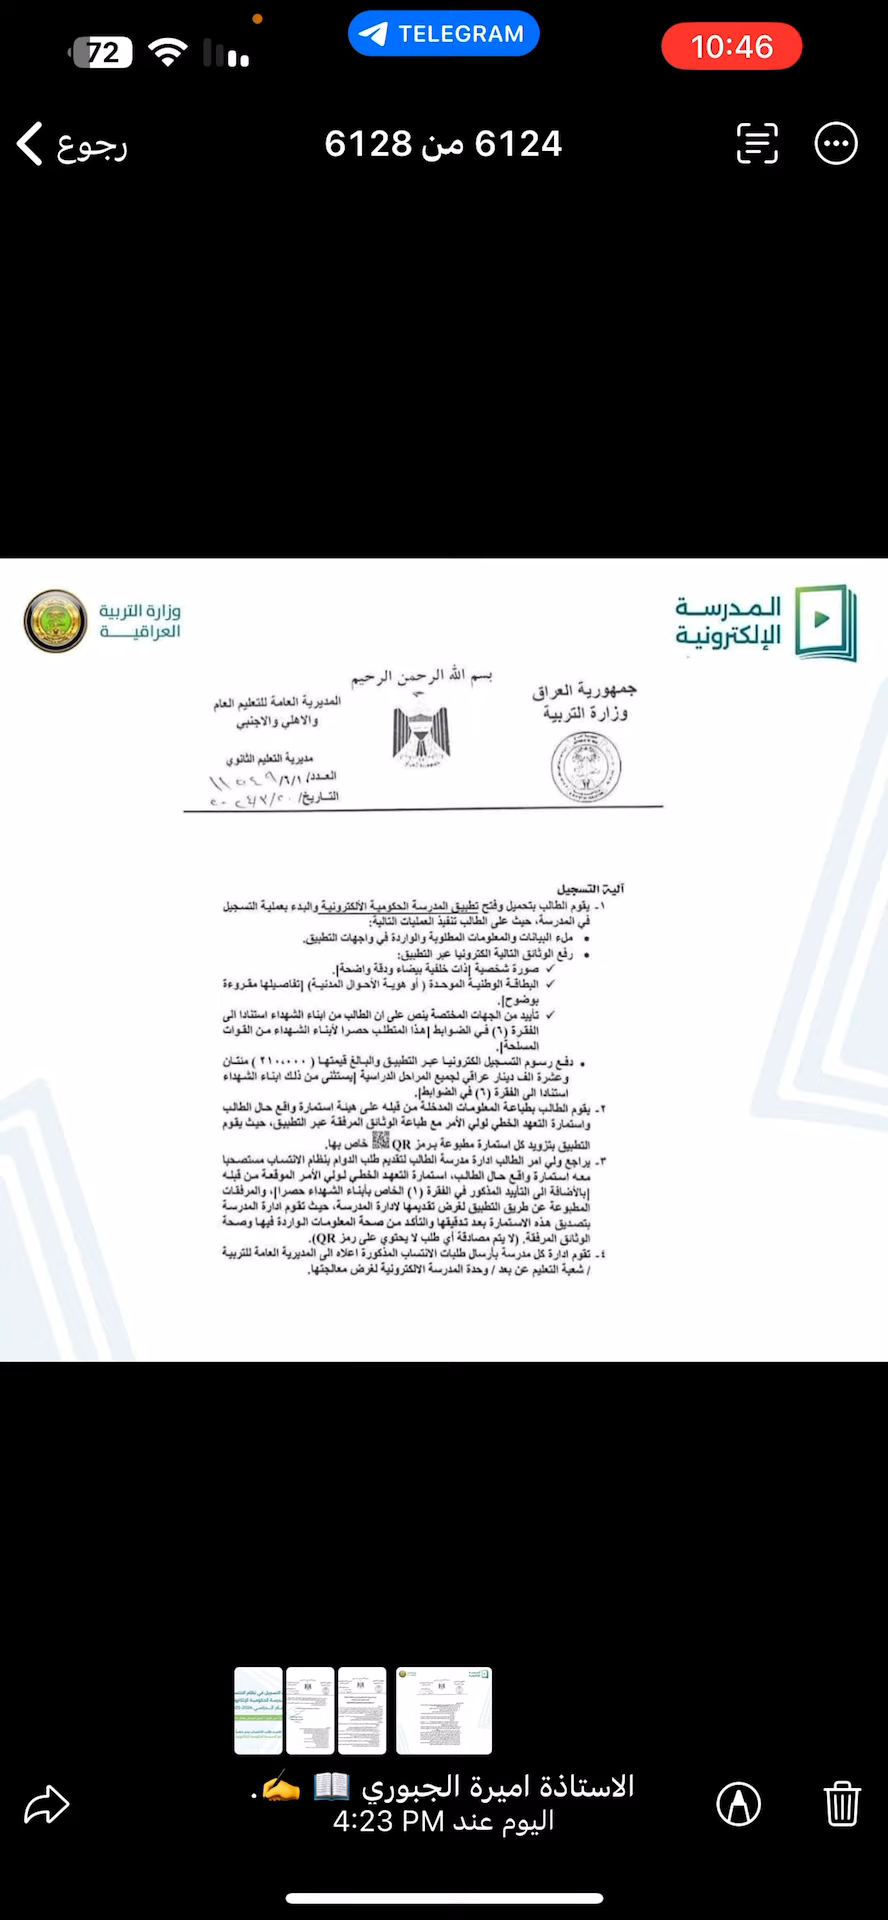 72
TELEGRAM
10:46
رجوع
6124 من 6128
وزارة التربية
العراقيـــة
المدرسـة
الإلكترونية
بسم الله الرحمن الرحيم
جمهورية العراق
وزارة التربية
المديرية العامة للتعليم العام
والاهلي والاجنبي
مديرية التعليم الثانوي
العدد/
التاريخ/
آلية التسجيل
١- يقوم الطالب بتحميل وفتح تطبيق المدرسة الحكومية الألكترونية والبدء بعملية التسجيل
في المدرسة، حيث على الطالب تنفيذ العمليات التالية:
• ملء البيانات والمعلومات المطلوبة والواردة في واجهات التطبيق.
• رفع الوثائق التالية الكترونيا عبر التطبيق:
✓ صورة شخصية [ذات خلفية بيضاء ودقة واضحة].
✓ البطاقة الوطنية الموحدة ( أو هوية الأحوال المدنية) [تفاصيلها مقروءة
بوضوح].
✓ تأييد من الجهات المختصة ينص على ان الطالب من ابناء الشهداء استنادا الى
الفقرة (٦) في الضوابط [هذا المتطلب حصرا لأبناء الشهداء من القوات
المسلحة].
• دفع رسوم التسجيل الكترونيا عبر التطبيق والبالغ قيمتها ( ٢١٠,٠٠٠ ) منتان
وعشرة الف دينار عراقي لجميع المراحل الدراسية [يستثنى من ذلك ابناء الشهداء
استنادا الى الفقرة (٦) في الضوابط].
٢- يقوم الطالب بطباعة المعلومات المدخلة من قبله على هيئة استمارة واقع حال الطالب
واستمارة التعهد الخطي لولي الأمر مع طباعة الوثائق المرفقة عبر التطبيق، حيث يقوم
التطبيق بتزويد كل استمارة مطبوعة برمز QR خاص بها.
٣- يراجع ولي امر الطالب ادارة مدرسة الطالب لتقديم طلب الدوام بنظام الانتساب مستصحبا
معه استمارة واقع حال الطالب، استمارة التعهد الخطي لولي الأمر الموقعة من قبله
[بالأضافة الى التأييد المذكور في الفقرة (١) الخاص بأبناء الشهداء حصرا]، والمرفقات
المطبوعة عن طريق التطبيق لغرض تقديمها لادارة المدرسة، حيث تقوم ادارة المدرسة
بتصديق هذه الاستمارة بعد تدقيقها والتأكد من صحة المعلومات الواردة فيها وصحة
الوثائق المرفقة. (لا يتم مصادقة أي طلب لا يحتوي على رمز QR).
٤- تقوم ادارة كل مدرسة بأرسال طلبات الانتساب المذكورة اعلاه الى المديرية العامة للتربية
/ شعبة التعليم عن بعد / وحدة المدرسة الالكترونية لغرض معالجتها.
الاستاذة اميرة الجبوري 📖 ✍️.
اليوم عند 4:23 PM